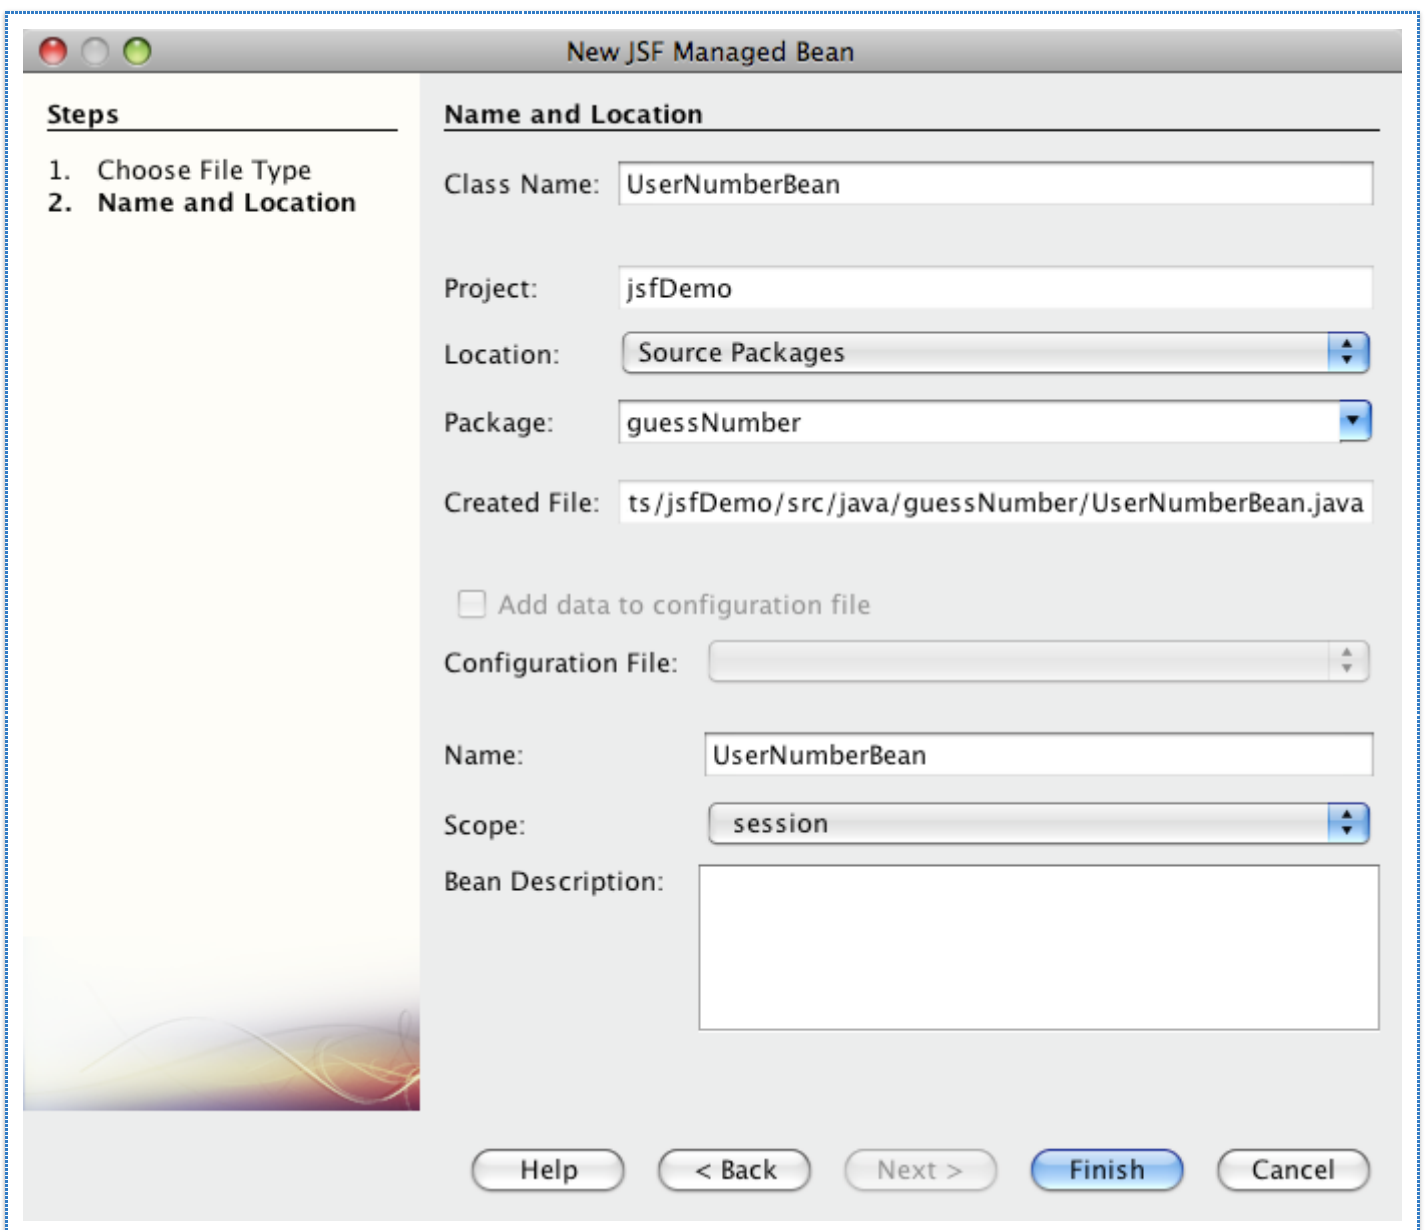 New JSF Managed Bean
Steps
1. Choose File Type
2. Name and Location
Name and Location
Class Name: UserNumberBean
Project: jsfDemo
Location: Source Packages
Package: guessNumber
Created File: ts/jsfDemo/src/java/guessNumber/UserNumberBean.java
Add data to configuration file
Configuration File:
Name: UserNumberBean
Scope: session
Bean Description:
Help < Back Next > Finish Cancel